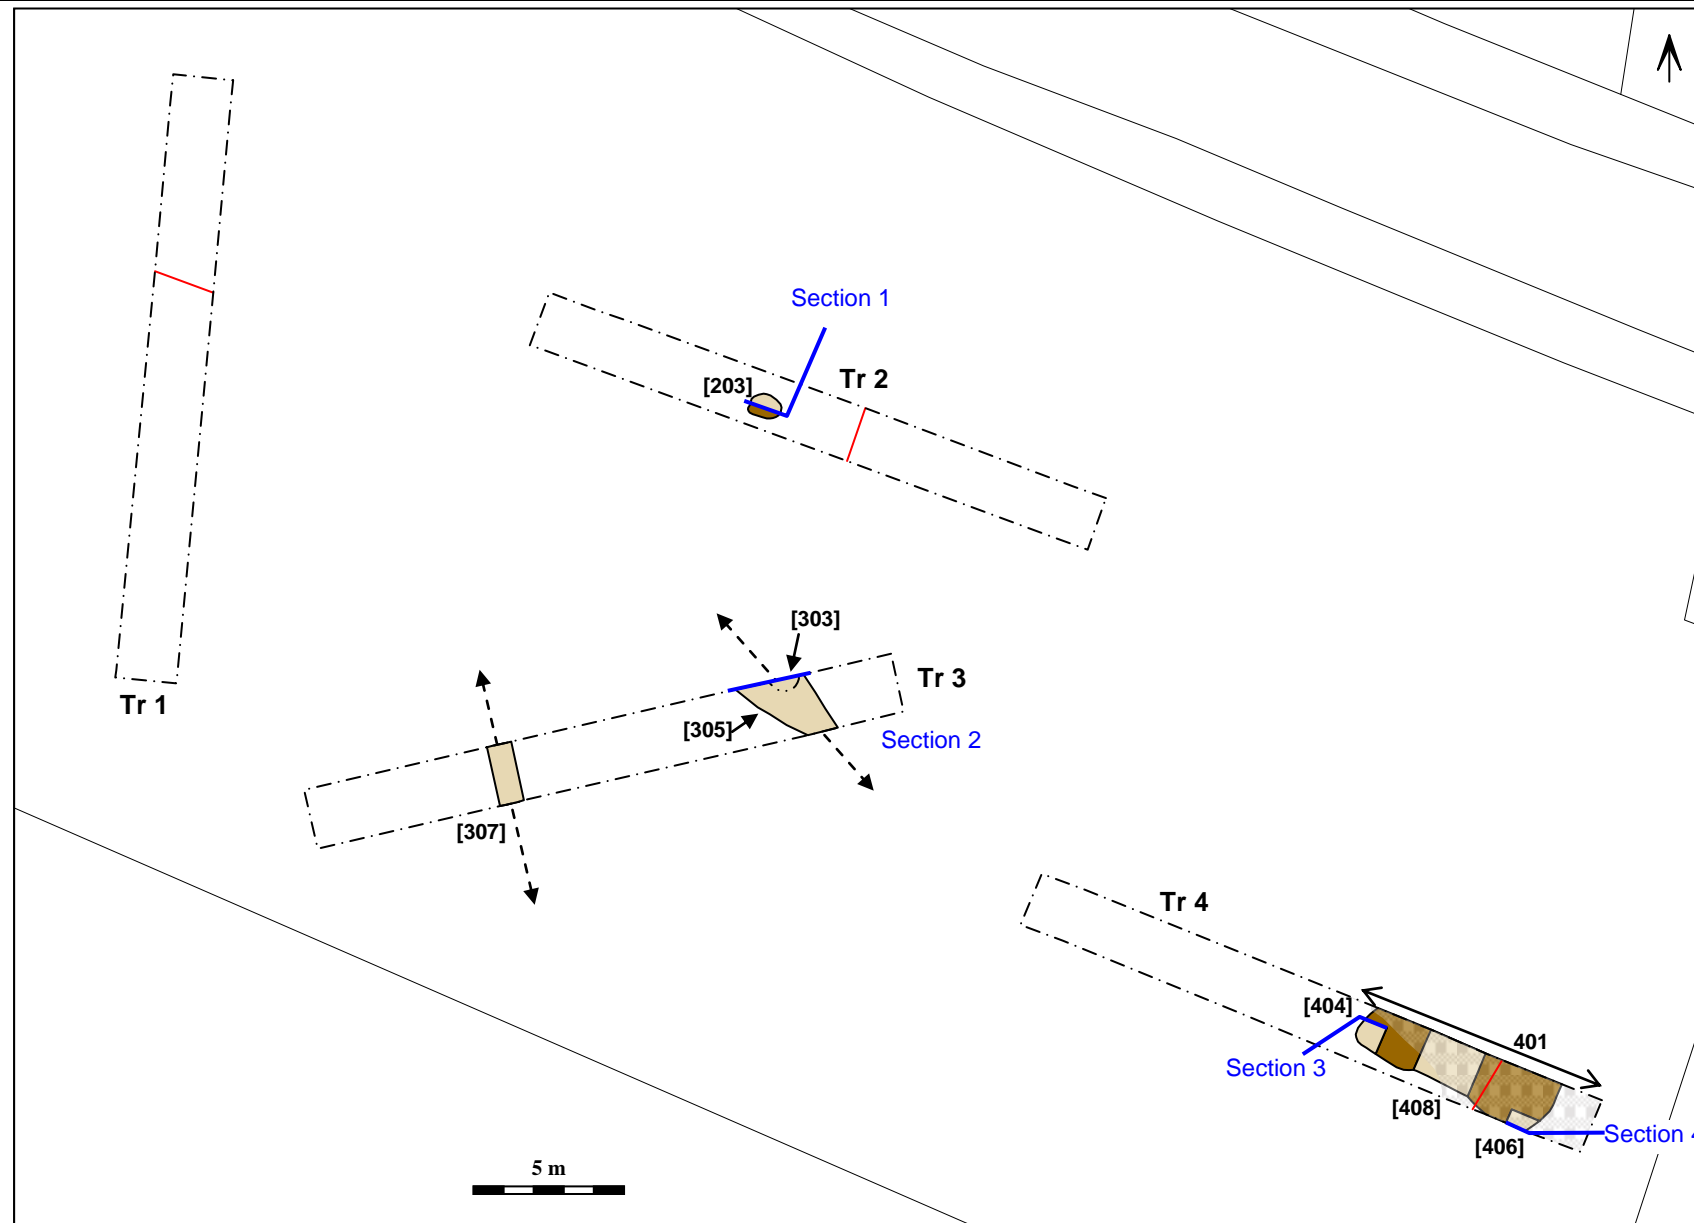 Section 1
[203]
Tr 2
[303]
Tr 3
Tr 1
[305]
Section 2
[307]
Tr 4
[404]
401
Section 3
[408]
Section 4
[406]
5 m